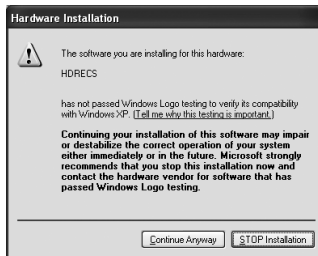 Hardware Installation
The software you are installing for this hardware:
HDRECS
has not passed Windows Logo testing to verify its compatibility
with Windows XP. (Tell me why this testing is important.)
Continuing your installation of this software may impair
or destabilize the correct operation of your system
either immediately or in the future. Microsoft strongly
recommends that you stop this installation now and
contact the hardware vendor for software that has
passed Windows Logo testing.
Continue Anyway
STOP Installation